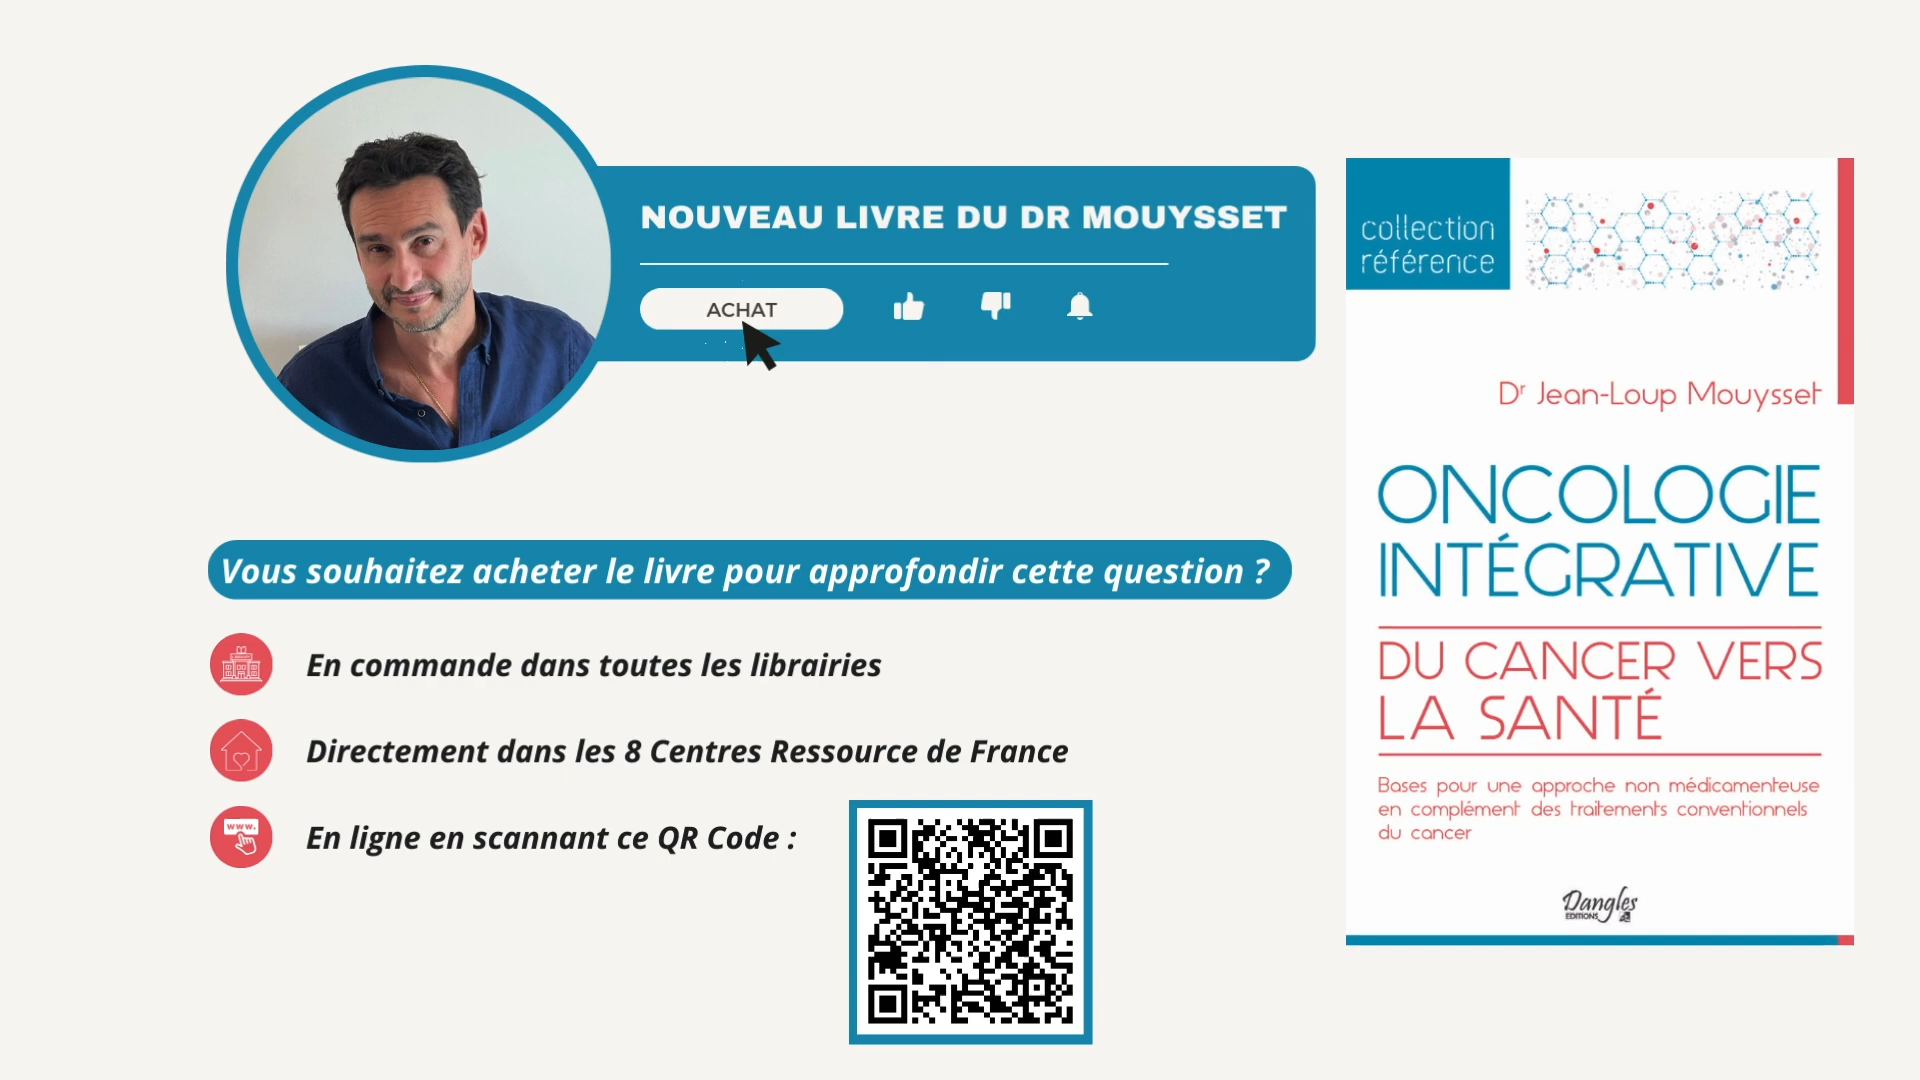 NOUVEAU LIVRE DU DR MOUYSSET
ACHAT
Vous souhaitez acheter le livre pour approfondir cette question ?
En commande dans toutes les librairies
Directement dans les 8 Centres Ressource de France
www.
En ligne en scannant ce QR Code :
collection
référence
Dr Jean-Loup Mouysset
ONCOLOGIE
INTÉGRATIVE
DU CANCER VERS
LA SANTÉ
Bases pour une approche non médicamenteuse
en complément des traitements conventionnels
du cancer
Dangles
EDITIONS